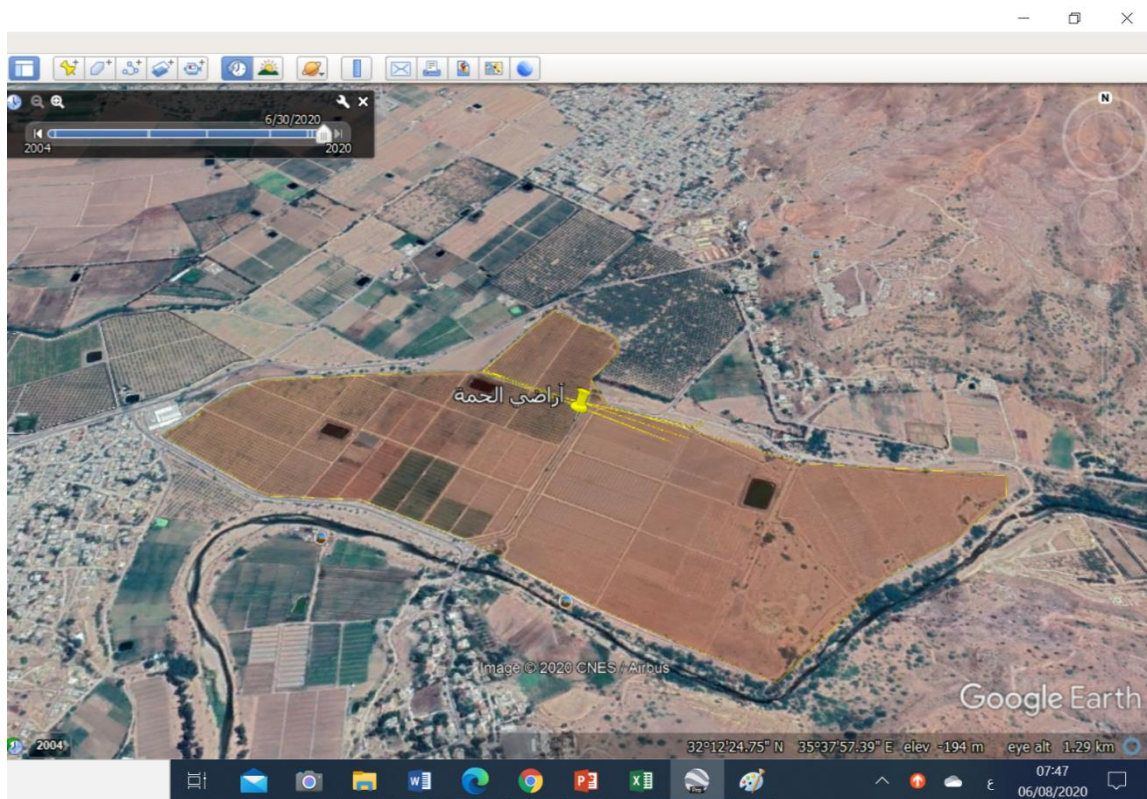 6/30/2020
2004
2020
N
أراضي الحمة
Image © 2020 CNES / Airbus
Google Earth
2004
32°12'24.75" N 35°37'57.39" E elev -194 m eye alt 1.29 km
Pro
ع
07:47
06/08/2020